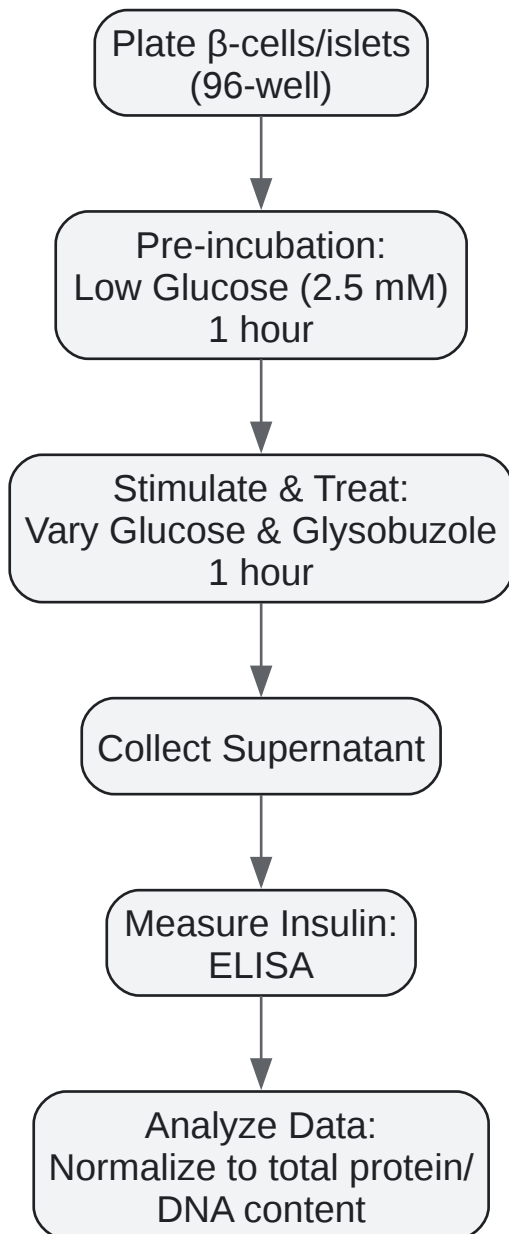 Plate β-cells/islets
(96-well)
Pre-incubation:
Low Glucose (2.5 mM)
1 hour
Stimulate & Treat:
Vary Glucose & Glysobuzole
1 hour
Collect Supernatant
Measure Insulin:
ELISA
Analyze Data:
Normalize to total protein/
DNA content